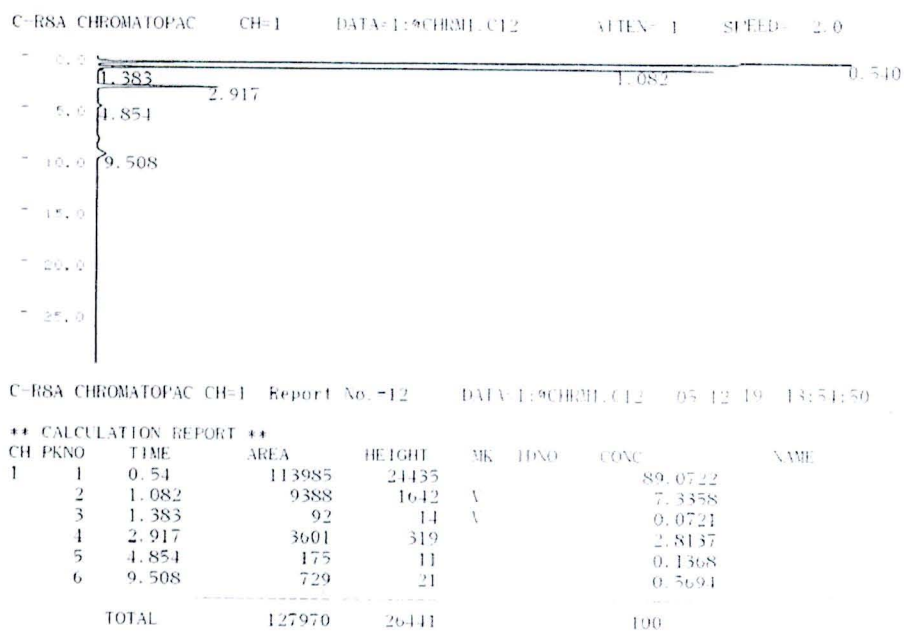 C-R8A CHROMATOPAC CH=1 DATA=1:@CHRM1.C12 ATTEN= 1 SPEED= 2.0
0.0
1.383 1.082 0.540
2.917
5.0 4.854
10.0 9.508
15.0
20.0
25.0
C-R8A CHROMATOPAC CH=1 Report No.=12 DATA=1:@CHRM1.C12 05/12/19 13:54:50
** CALCULATION REPORT **
CH PKNO TIME AREA HEIGHT MK IDNO CONC NAME
1 1 0.54 113985 24435 89.0722
2 1.082 9388 1642 V 7.3358
3 1.383 92 14 V 0.0721
4 2.917 3601 319 2.8137
5 4.854 175 11 0.1368
6 9.508 729 21 0.5694
TOTAL 127970 26441 100